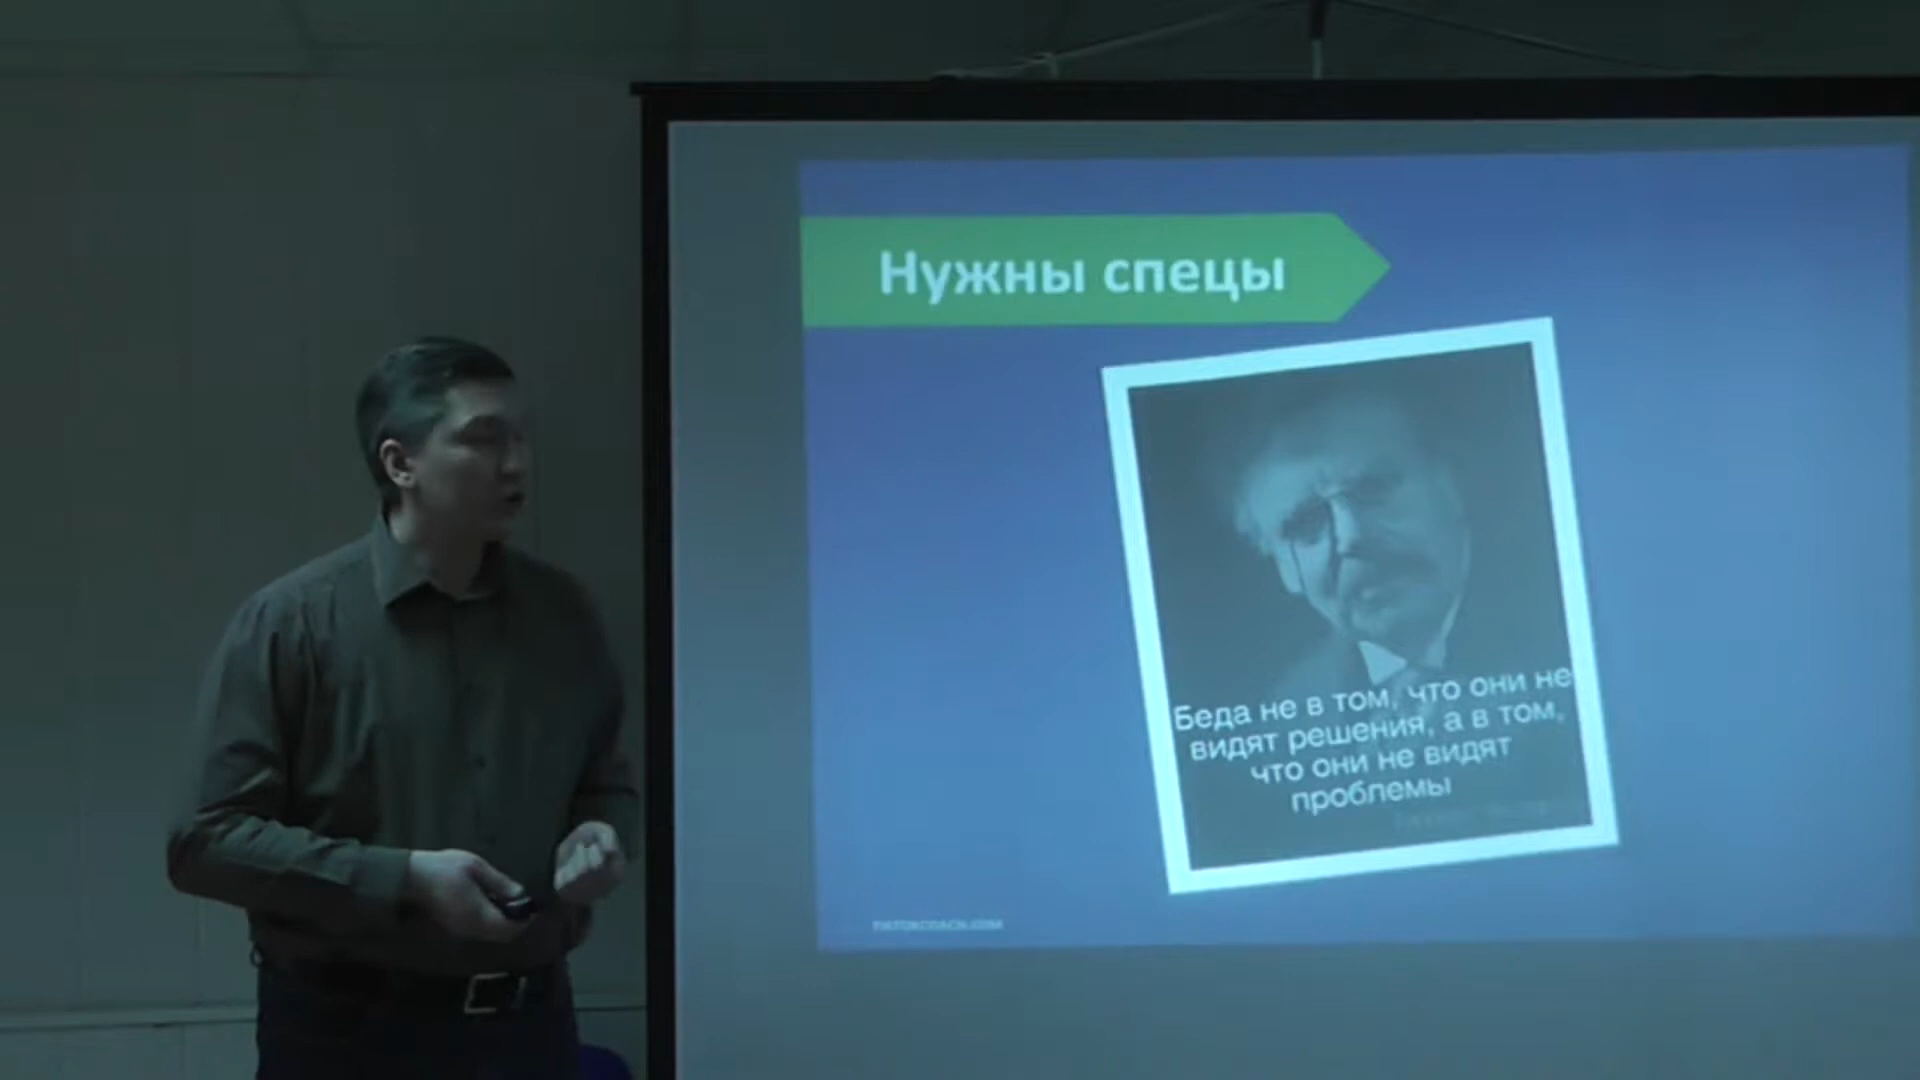 Нужны спецы
Беда не в том, что они не
видят решения, а в том,
что они не видят
проблемы